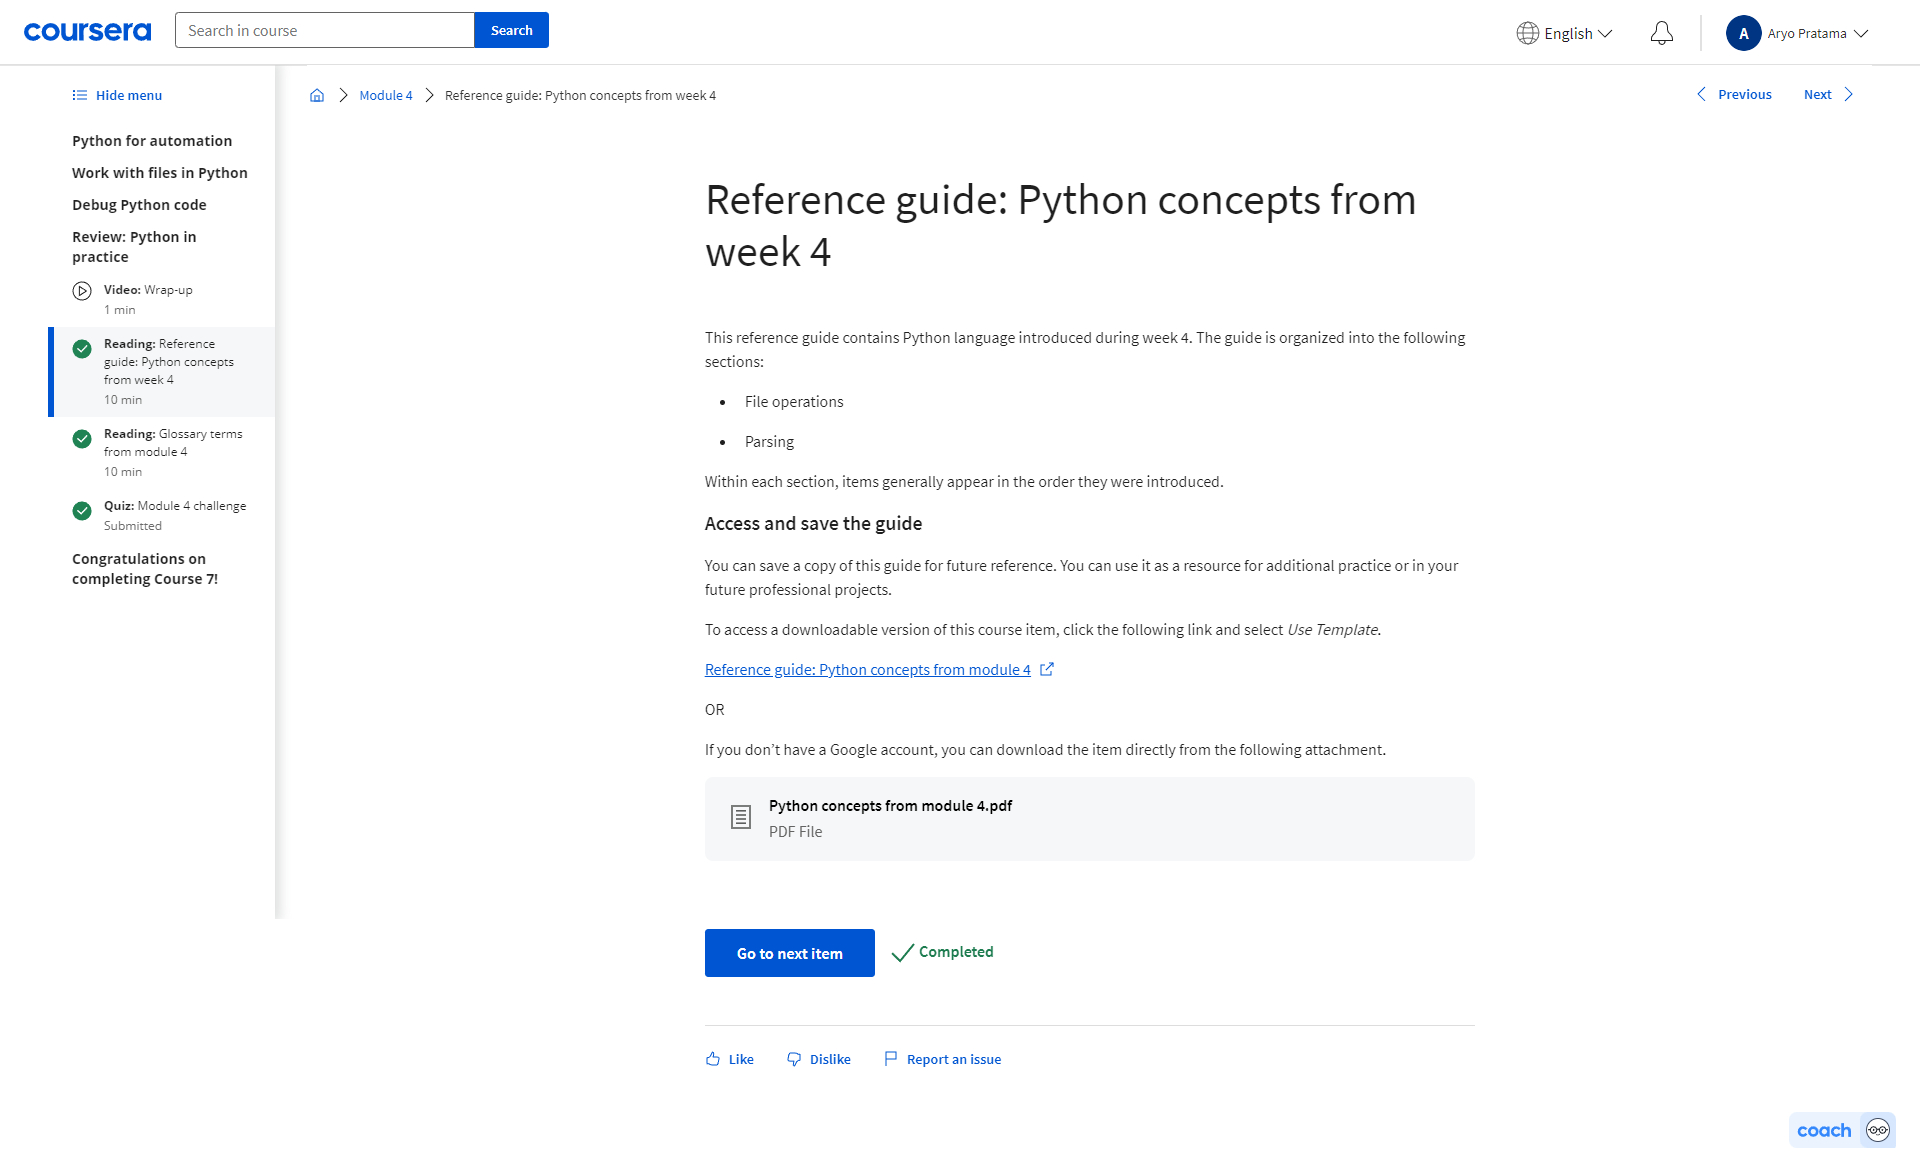 coursera
Search in course
Search
English
A
Aryo Pratama
Hide menu
Python for automation
Work with files in Python
Debug Python code
Review: Python in
practice
Video: Wrap-up
1 min
Reading: Reference
guide: Python concepts
from week 4
10 min
Reading: Glossary terms
from module 4
10 min
Quiz: Module 4 challenge
Submitted
Congratulations on
completing Course 7!
Module 4
Reference guide: Python concepts from week 4
Previous
Next
Reference guide: Python concepts from
week 4
This reference guide contains Python language introduced during week 4. The guide is organized into the following
sections:
• File operations
• Parsing
Within each section, items generally appear in the order they were introduced.
Access and save the guide
You can save a copy of this guide for future reference. You can use it as a resource for additional practice or in your
future professional projects.
To access a downloadable version of this course item, click the following link and select Use Template.
Reference guide: Python concepts from module 4
OR
If you don’t have a Google account, you can download the item directly from the following attachment.
Python concepts from module 4.pdf
PDF File
Go to next item
Completed
Like
Dislike
Report an issue
coach